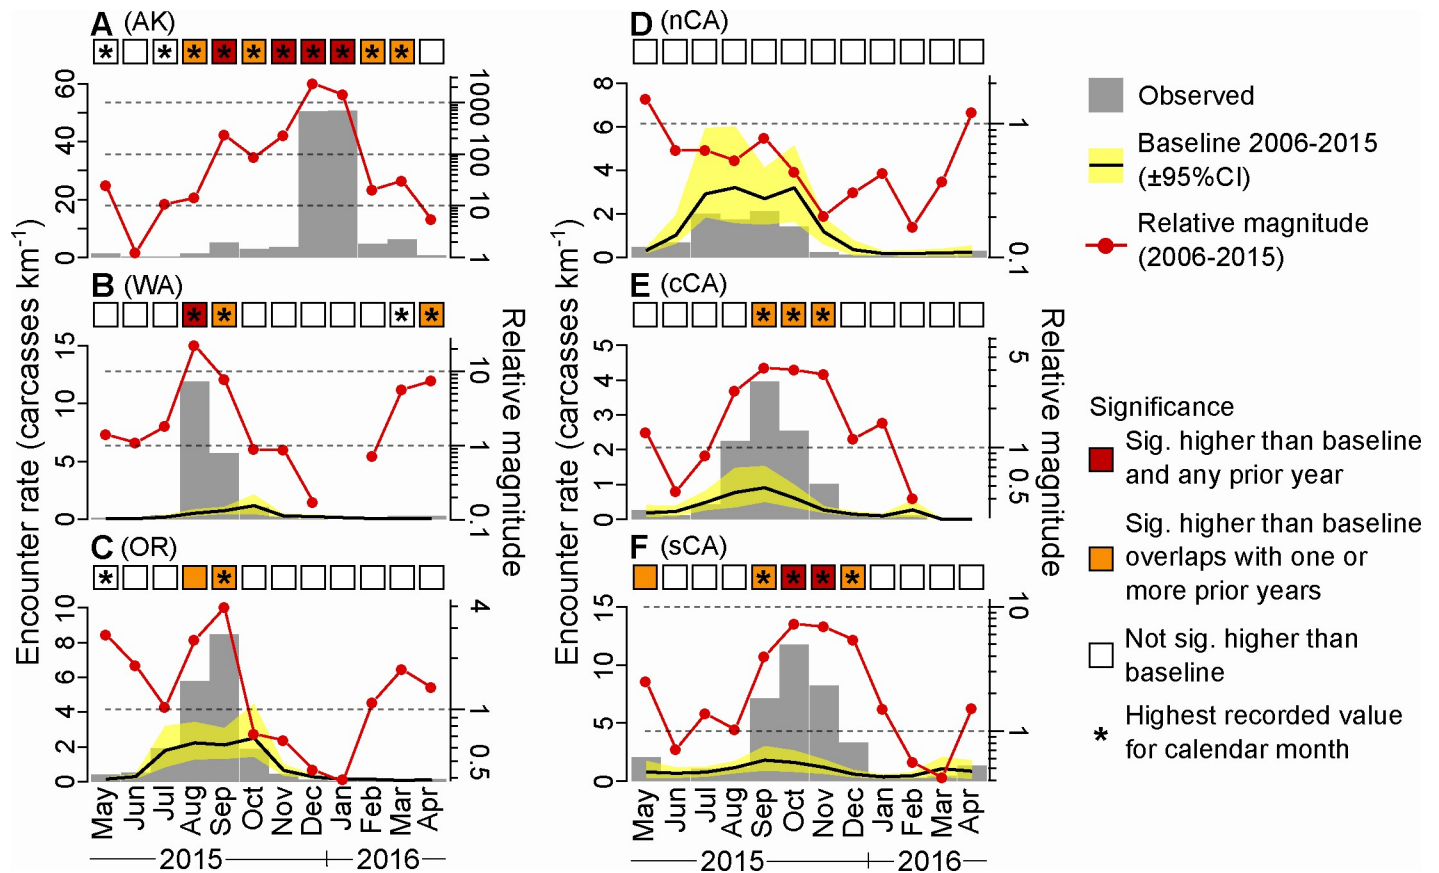 A (AK)
* * * * * * * * * *
60
40
20
0
1000
100
10
1
B (WA)
* * * *
15
10
5
0
10
1
0.1
C (OR)
* *
10
8
6
4
2
0
4
1
0.5
Encounter rate (carcasses km⁻¹)
Relative magnitude
May Jun Jul Aug Sep Oct Nov Dec Jan Feb Mar Apr
2015 2016
D (nCA)
8
6
4
2
0
1
0.1
E (cCA)
* * *
5
4
3
2
1
0
5
1
0.5
F (sCA)
* * * *
15
10
5
0
10
1
Encounter rate (carcasses km⁻¹)
Relative magnitude
May Jun Jul Aug Sep Oct Nov Dec Jan Feb Mar Apr
2015 2016
Observed
Baseline 2006-2015
(±95%CI)
Relative magnitude
(2006-2015)
Significance
Sig. higher than baseline
and any prior year
Sig. higher than baseline
overlaps with one or
more prior years
Not sig. higher than
baseline
* Highest recorded value
for calendar month